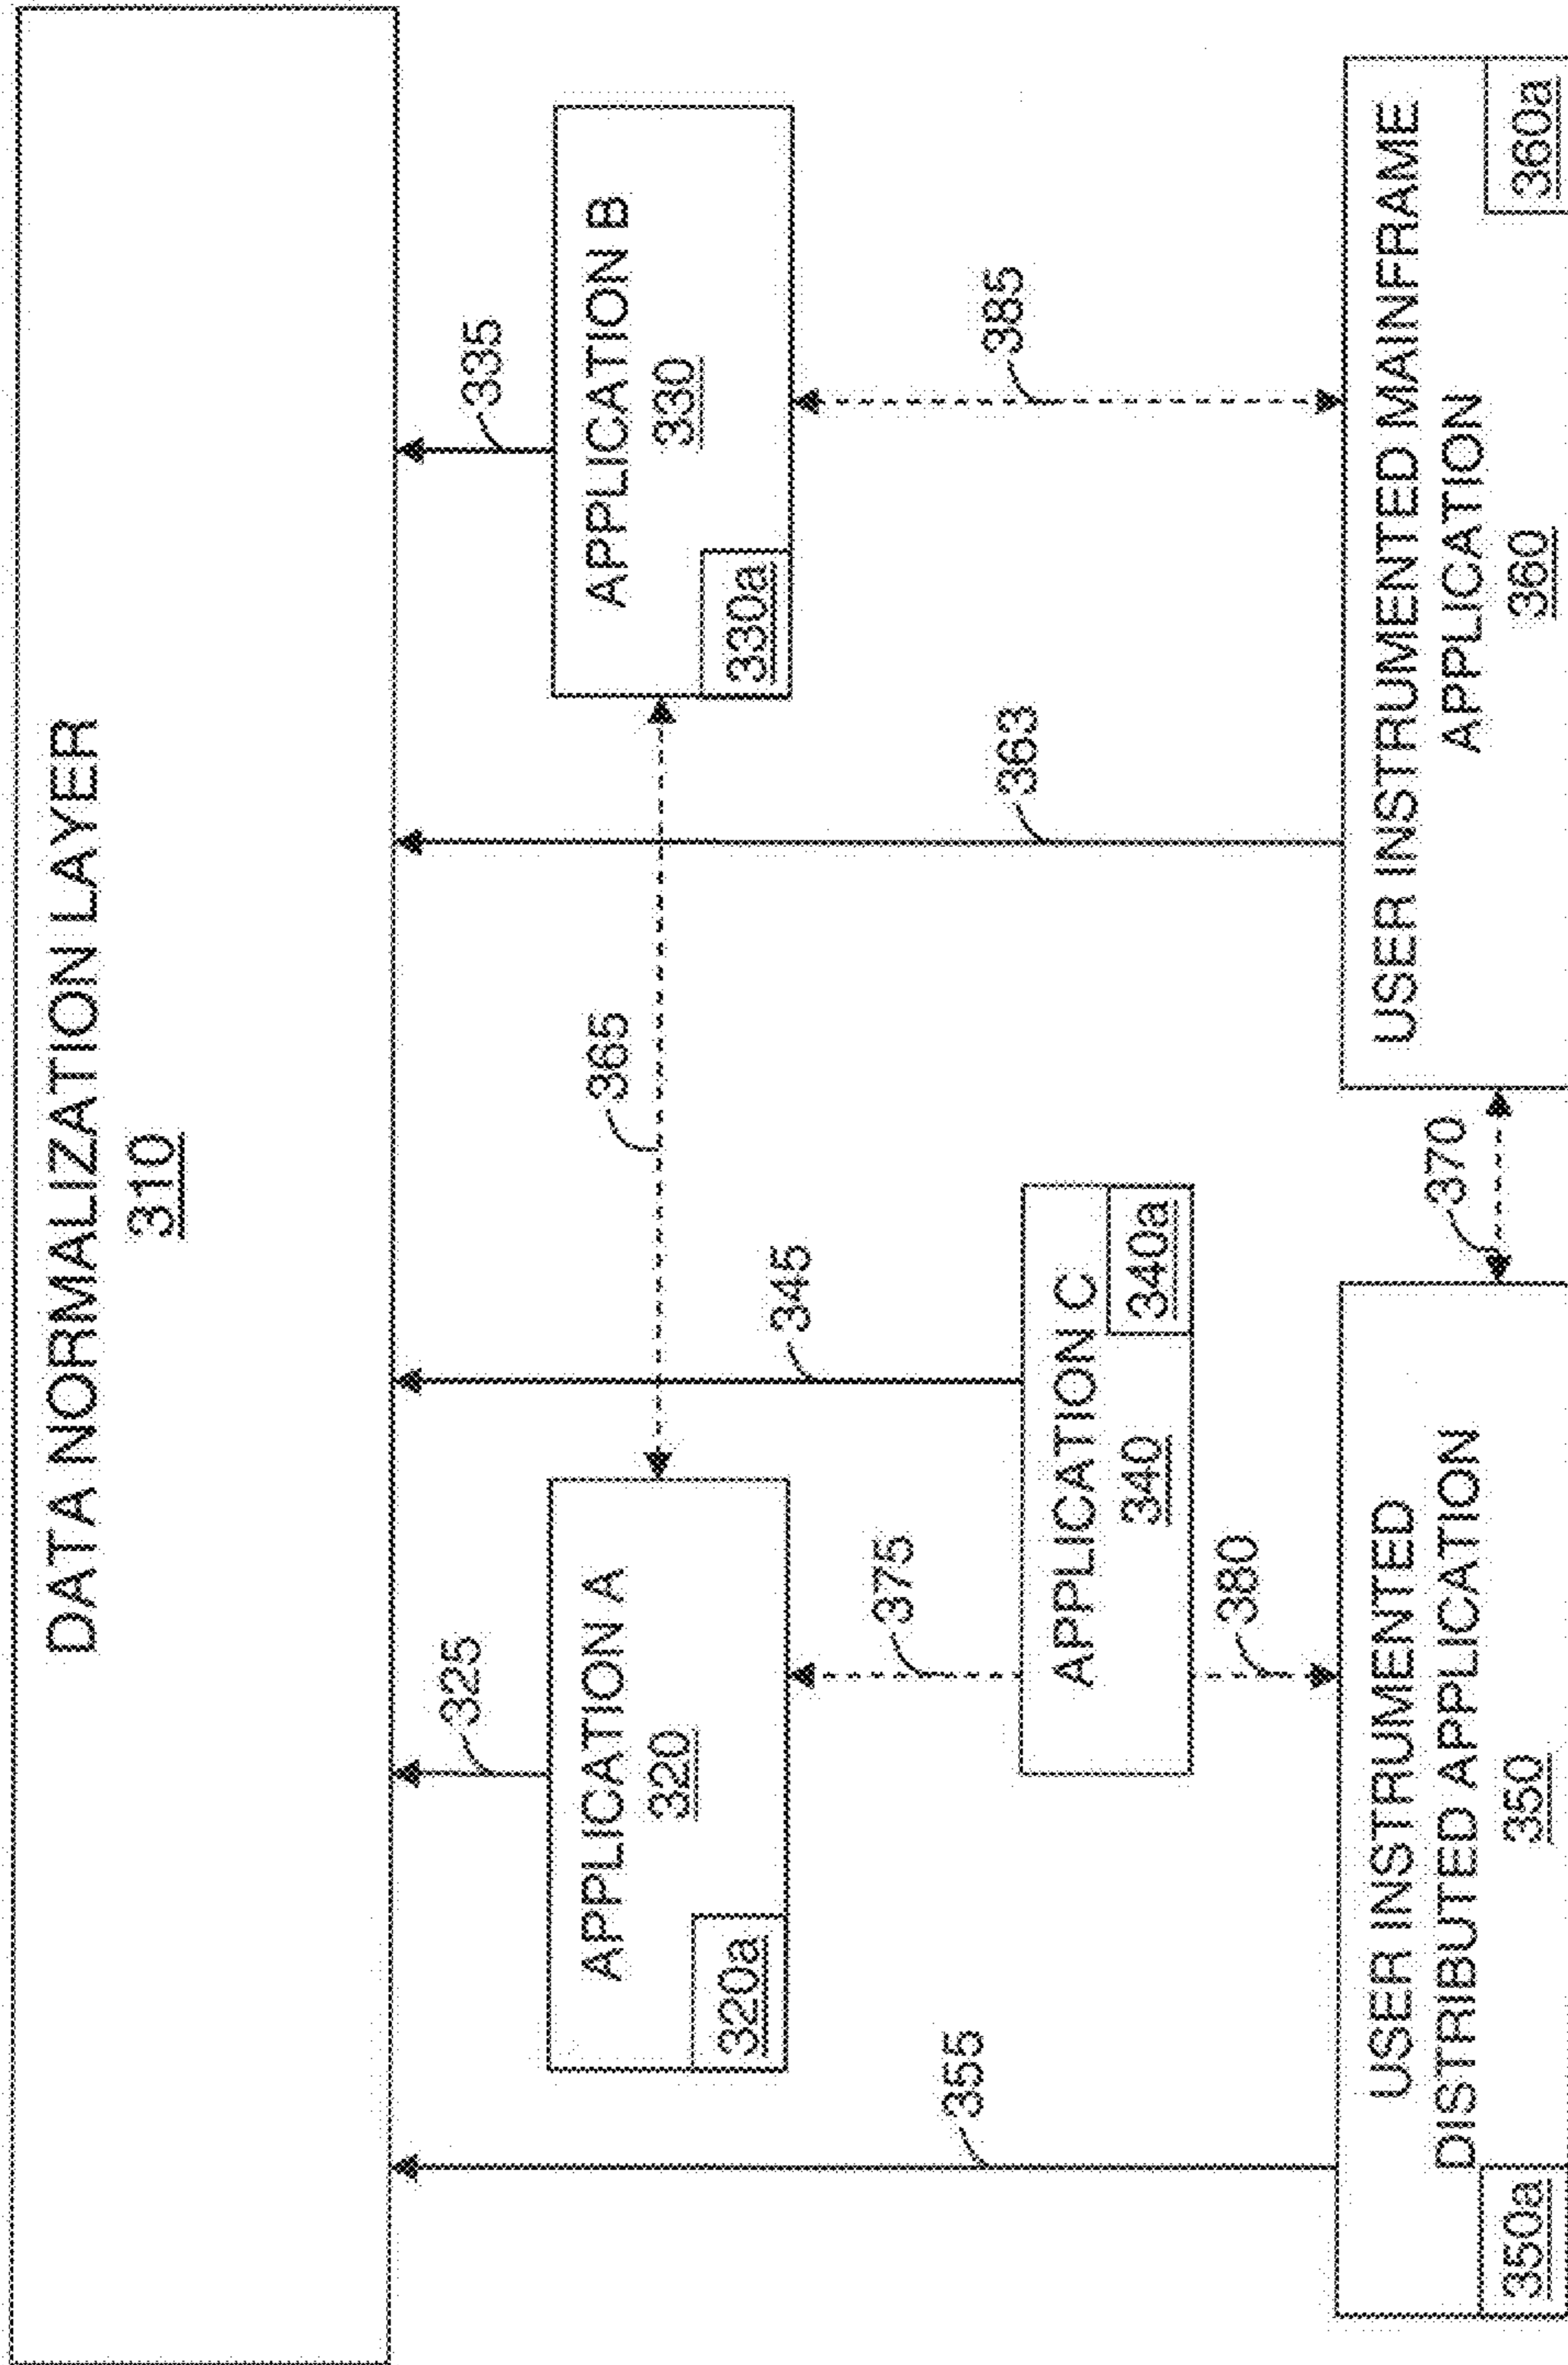 DATA NORMALIZATION LAYER
310
325
335
APPLICATION A
320
320a
365
APPLICATION B
330
330a
355
375
345
363
385
APPLICATION C
340
340a
380
370
USER INSTRUMENTED
DISTRIBUTED APPLICATION
350
350a
USER INSTRUMENTED MAINFRAME
APPLICATION
360
360a